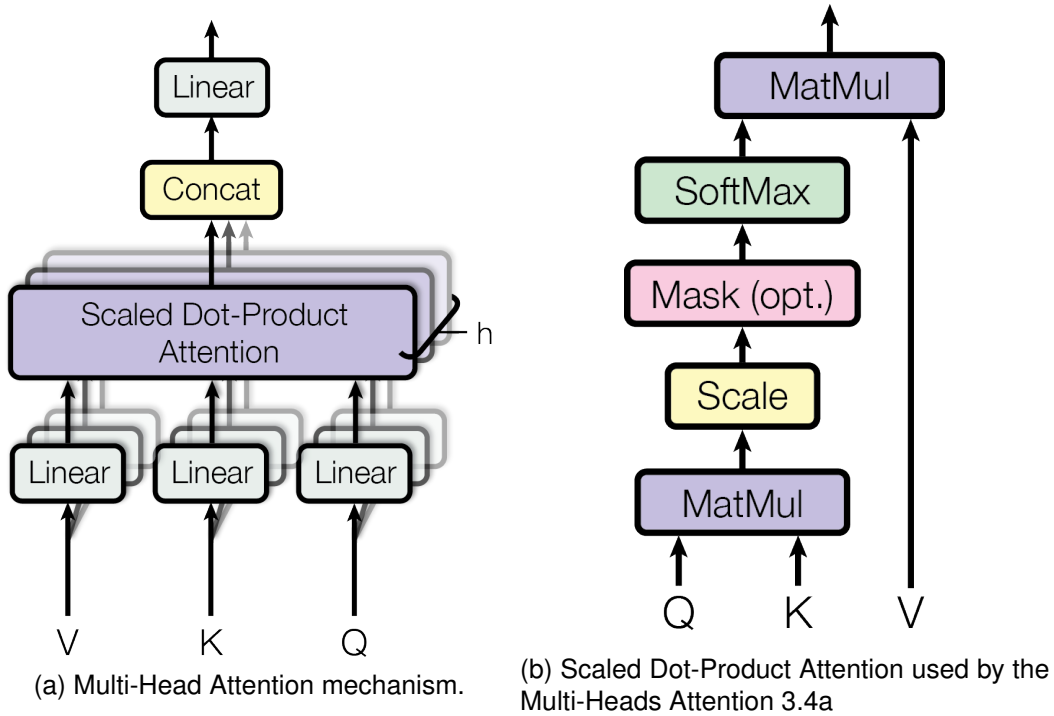 Linear
Concat
Scaled Dot-Product
Attention
h
Linear
Linear
Linear
V
K
Q
(a) Multi-Head Attention mechanism.
MatMul
SoftMax
Mask (opt.)
Scale
MatMul
Q
K
V
(b) Scaled Dot-Product Attention used by the
Multi-Heads Attention 3.4a